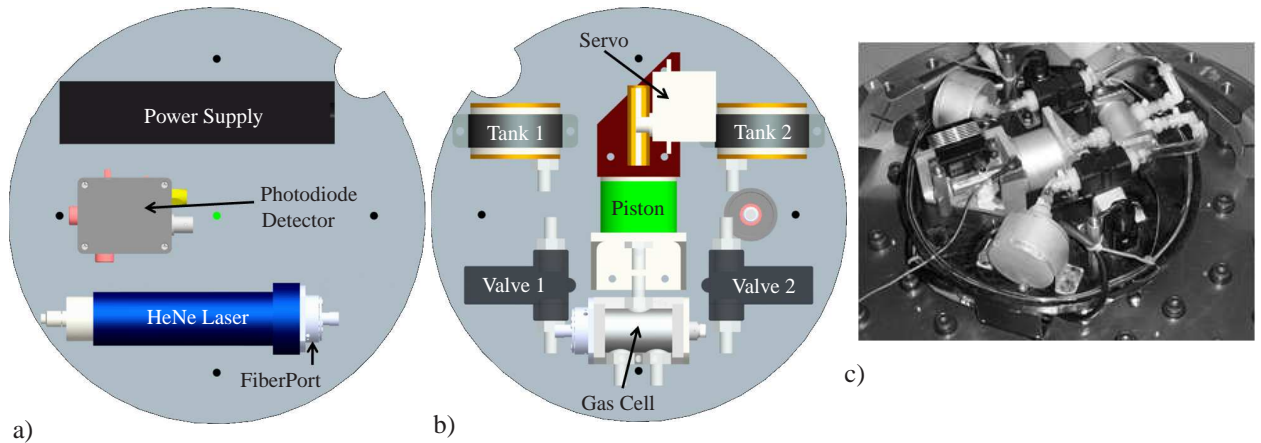 Power Supply
Photodiode
Detector
HeNe Laser
FiberPort
a)
Servo
Tank 1
Tank 2
Piston
Valve 1
Valve 2
Gas Cell
b)
c)